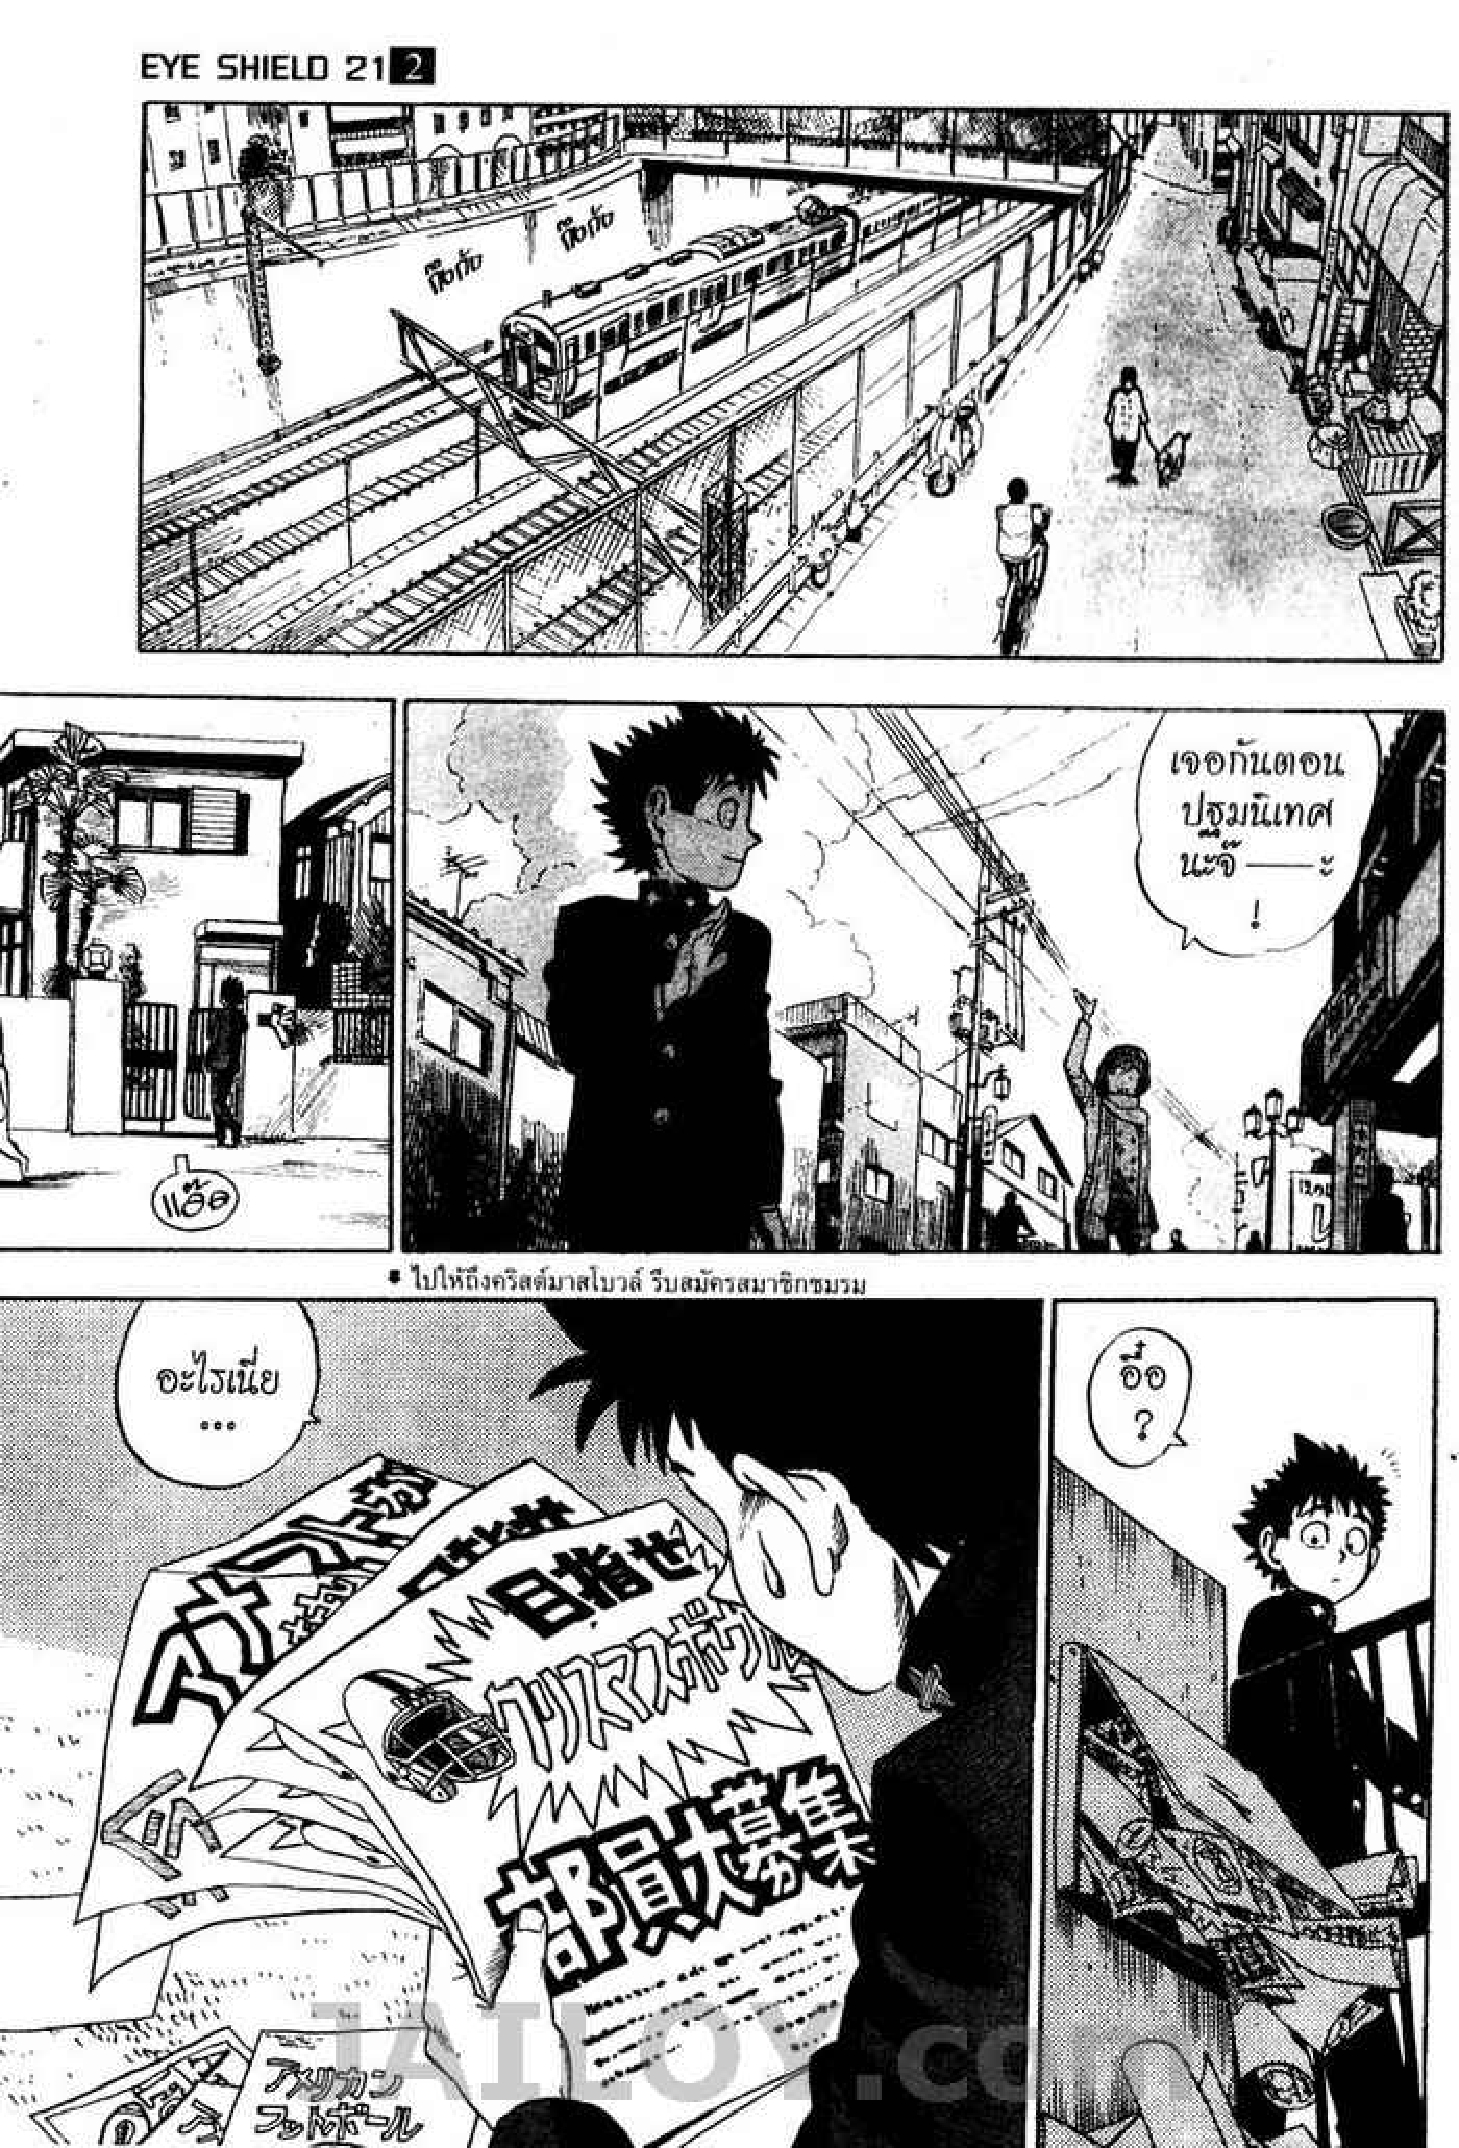 EYE SHIELD 21 2
กึงกัง
กึงกัง
เจอกันตอน
ปฐมนิเทศ
นะจ๊——ะ
!
แอ๊ด
* ไปให้ถึงคริสต์มาสโบวล์ รีบสมัครสมาชิกชมรม
อื๋อ
?
อะไรเนี่ย
...
目指せ
クリスマスボウル
部員大募集
アメフト
アメリカン
フットボール
IAILOY.com